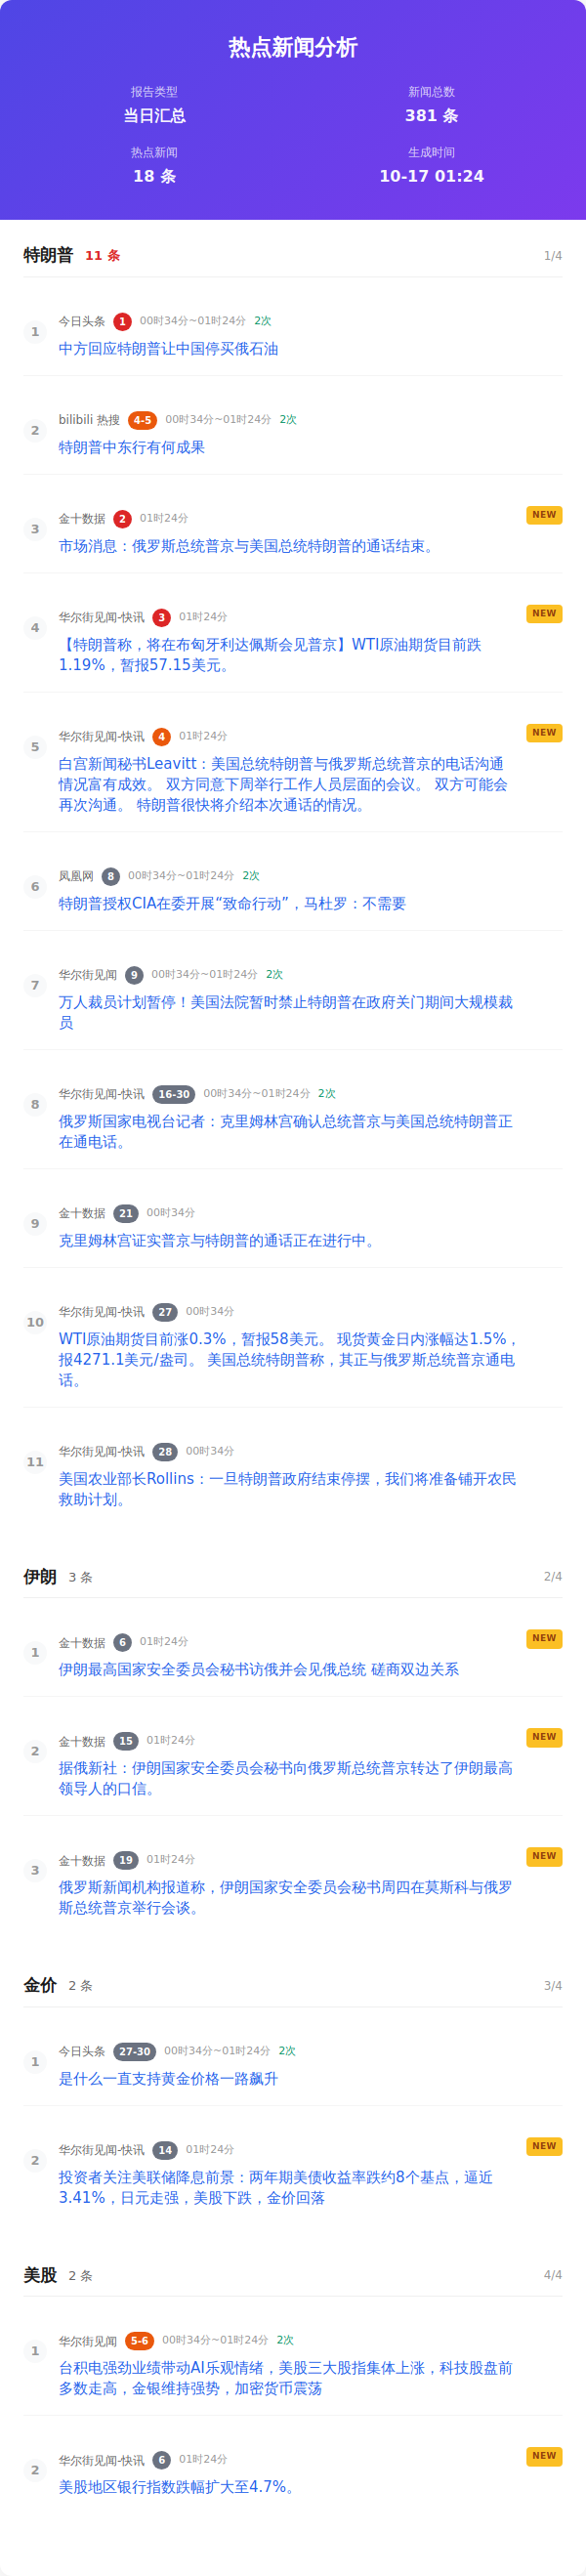 热点新闻分析
报告类型
当日汇总
新闻总数
381 条
热点新闻
18 条
生成时间
10-17 01:24
特朗普 11 条 1/4
1
今日头条 1 00时34分~01时24分 2次
中方回应特朗普让中国停买俄石油
2
bilibili 热搜 4-5 00时34分~01时24分 2次
特朗普中东行有何成果
3
金十数据 2 01时24分 NEW
市场消息：俄罗斯总统普京与美国总统特朗普的通话结束。
4
华尔街见闻-快讯 3 01时24分 NEW
【特朗普称，将在布匈牙利达佩斯会见普京】WTI原油期货日前跌
1.19%，暂报57.15美元。
5
华尔街见闻-快讯 4 01时24分 NEW
白宫新闻秘书Leavitt：美国总统特朗普与俄罗斯总统普京的电话沟通
情况富有成效。 双方同意下周举行工作人员层面的会议。 双方可能会
再次沟通。 特朗普很快将介绍本次通话的情况。
6
凤凰网 8 00时34分~01时24分 2次
特朗普授权CIA在委开展“致命行动”，马杜罗：不需要
7
华尔街见闻 9 00时34分~01时24分 2次
万人裁员计划暂停！美国法院暂时禁止特朗普在政府关门期间大规模裁
员
8
华尔街见闻-快讯 16-30 00时34分~01时24分 2次
俄罗斯国家电视台记者：克里姆林宫确认总统普京与美国总统特朗普正
在通电话。
9
金十数据 21 00时34分
克里姆林宫证实普京与特朗普的通话正在进行中。
10
华尔街见闻-快讯 27 00时34分
WTI原油期货日前涨0.3%，暂报58美元。 现货黄金日内涨幅达1.5%，
报4271.1美元/盎司。 美国总统特朗普称，其正与俄罗斯总统普京通电
话。
11
华尔街见闻-快讯 28 00时34分
美国农业部长Rollins：一旦特朗普政府结束停摆，我们将准备铺开农民
救助计划。
伊朗 3 条 2/4
1
金十数据 6 01时24分 NEW
伊朗最高国家安全委员会秘书访俄并会见俄总统 磋商双边关系
2
金十数据 15 01时24分 NEW
据俄新社：伊朗国家安全委员会秘书向俄罗斯总统普京转达了伊朗最高
领导人的口信。
3
金十数据 19 01时24分 NEW
俄罗斯新闻机构报道称，伊朗国家安全委员会秘书周四在莫斯科与俄罗
斯总统普京举行会谈。
金价 2 条 3/4
1
今日头条 27-30 00时34分~01时24分 2次
是什么一直支持黄金价格一路飙升
2
华尔街见闻-快讯 14 01时24分 NEW
投资者关注美联储降息前景：两年期美债收益率跌约8个基点，逼近
3.41%，日元走强，美股下跌，金价回落
美股 2 条 4/4
1
华尔街见闻 5-6 00时34分~01时24分 2次
台积电强劲业绩带动AI乐观情绪，美股三大股指集体上涨，科技股盘前
多数走高，金银维持强势，加密货币震荡
2
华尔街见闻-快讯 6 01时24分 NEW
美股地区银行指数跌幅扩大至4.7%。